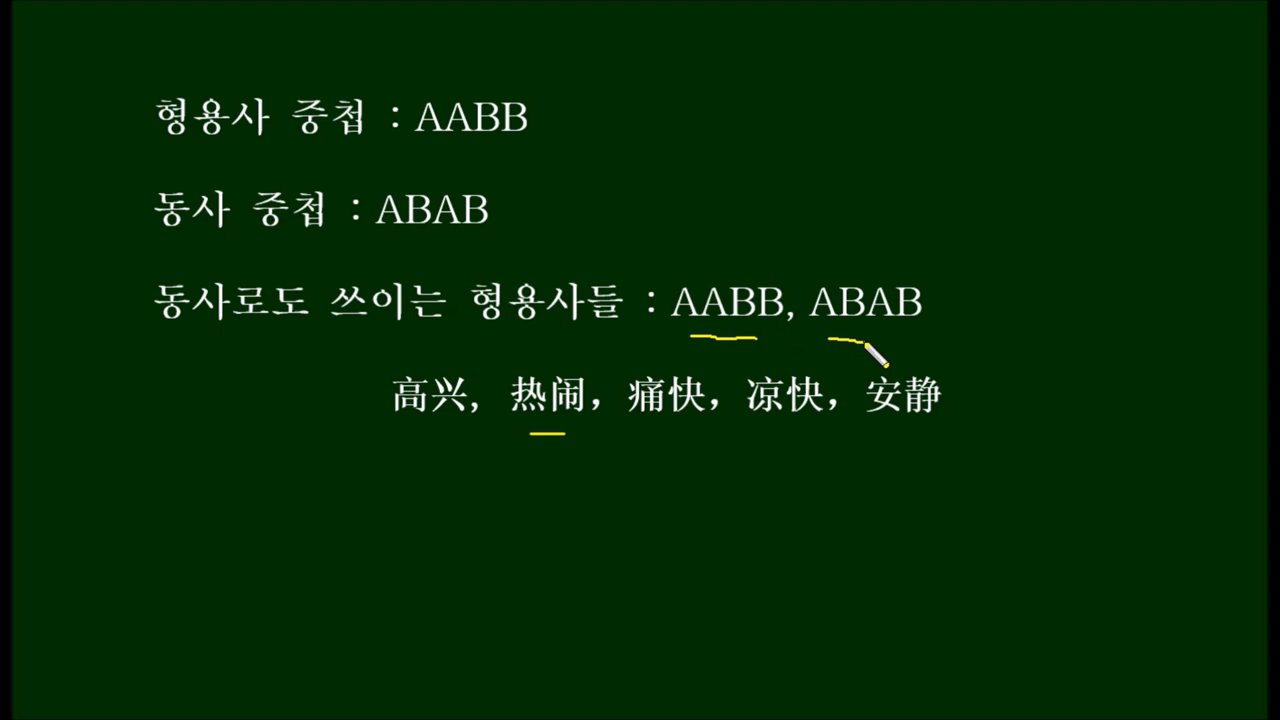 형용사 중첩 : AABB
동사 중첩 : ABAB
동사로도 쓰이는 형용사들 : AABB, ABAB
高兴, 热闹，痛快，凉快，安静